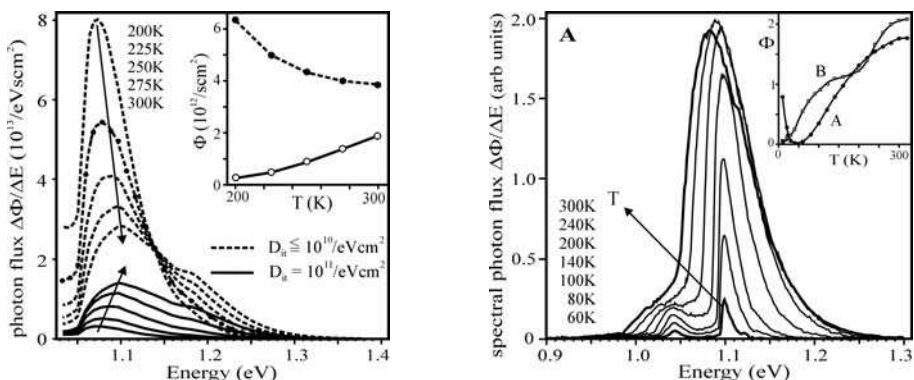 photon flux ΔΦ/ΔE (10¹³/eVscm²)
8
6
4
2
0
200K
225K
250K
275K
300K
Φ (10¹²/scm²)
6
4
2
0
200
250
300
T (K)
D_it ≦ 10¹⁰/eVcm²
D_it = 10¹¹/eVcm²
1.1
1.2
1.3
1.4
Energy (eV)
spectral photon flux ΔΦ/ΔE (arb units)
2.0
1.5
1.0
0.5
0.0
A
300K
240K
200K
140K
100K
80K
60K
T
Φ
2
1
0
B
A
0
100
200
300
T (K)
0.9
1.0
1.1
1.2
1.3
Energy (eV)